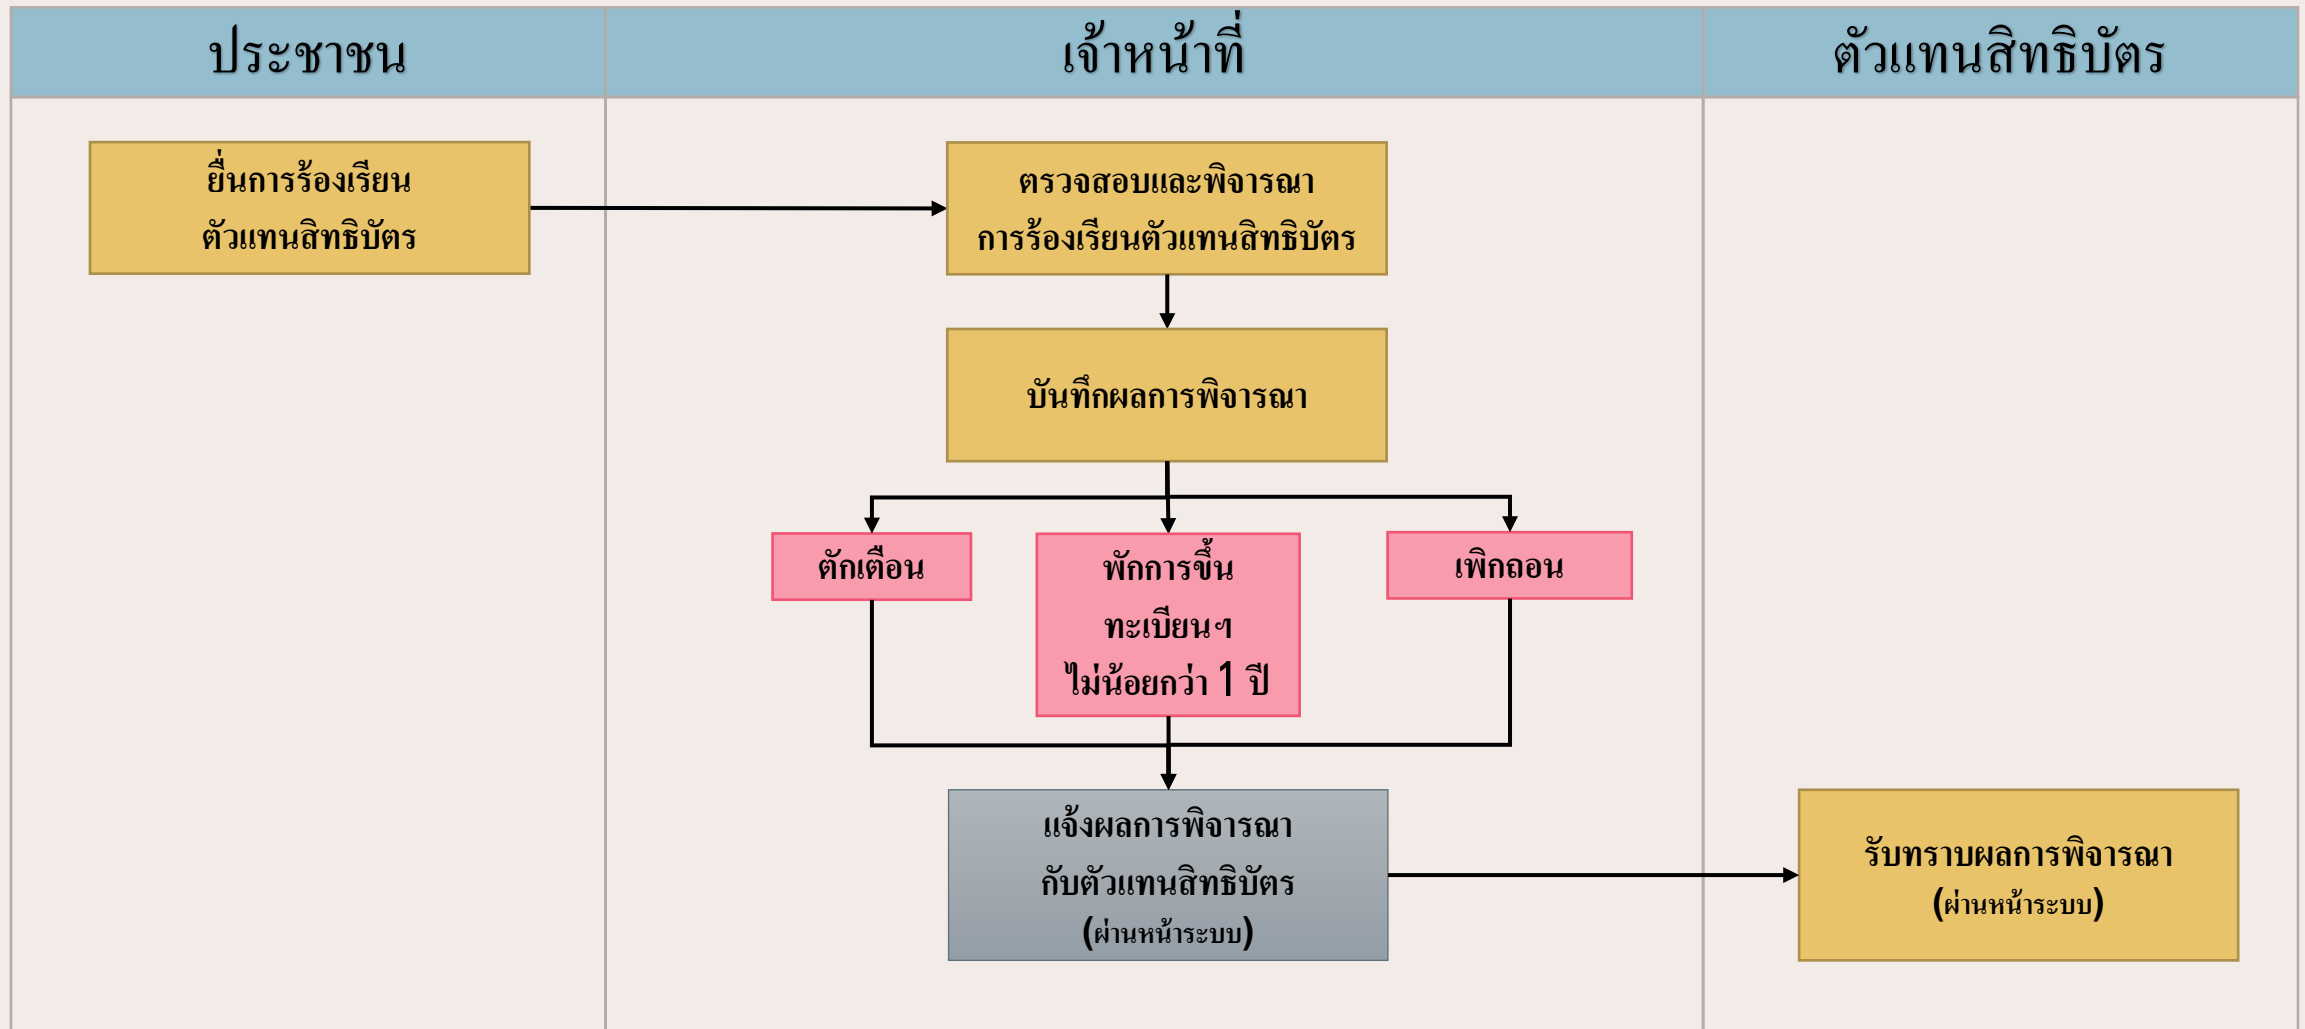 ประชาชน
เจ้าหน้าที่
ตัวแทนสิทธิบัตร
ยื่นการร้องเรียน
ตัวแทนสิทธิบัตร
ตรวจสอบและพิจารณา
การร้องเรียนตัวแทนสิทธิบัตร
บันทึกผลการพิจารณา
ตักเตือน
พักการขึ้น
ทะเบียนฯ
ไม่น้อยกว่า 1 ปี
เพิกถอน
แจ้งผลการพิจารณา
กับตัวแทนสิทธิบัตร
(ผ่านหน้าระบบ)
รับทราบผลการพิจารณา
(ผ่านหน้าระบบ)